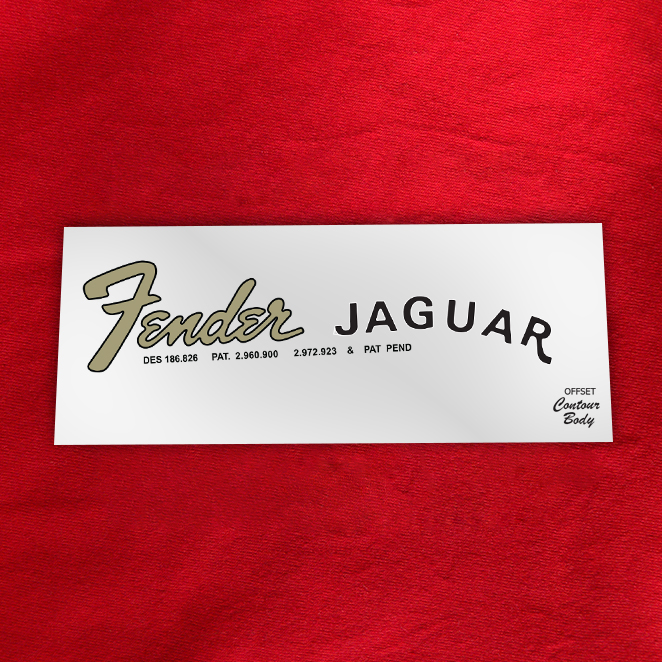 Fender JAGUAR
DES 186.826 PAT. 2.960.900 2.972.923 & PAT PEND
OFFSET
Contour
Body